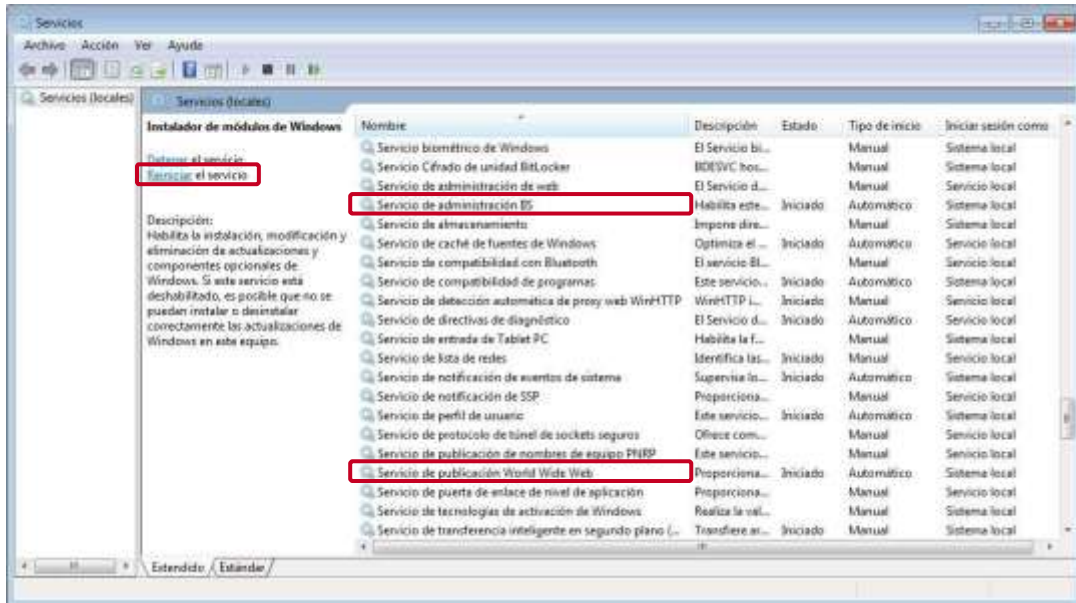 Servicios
Archivo Acción Ver Ayuda
Servicios (locales)
Servicios (locales)
Instalador de módulos de Windows
Detener el servicio
Reiniciar el servicio
Descripción:
Habilita la instalación, modificación y
eliminación de actualizaciones y
componentes opcionales de
Windows. Si este servicio está
deshabilitado, es posible que no se
puedan instalar o desinstalar
correctamente las actualizaciones de
Windows en este equipo.
Nombre Descripción Estado Tipo de inicio Iniciar sesión como
Servicio biométrico de Windows El Servicio bi... Manual Sistema local
Servicio Cifrado de unidad BitLocker BDESVC hos... Manual Sistema local
Servicio de administración de web El Servicio d... Manual Sistema local
Servicio de administración IIS Habilita este... Iniciado Automático Sistema local
Servicio de almacenamiento Impone dire... Manual Sistema local
Servicio de caché de fuentes de Windows Optimiza el ... Iniciado Automático Servicio local
Servicio de compatibilidad con Bluetooth El servicio Bl... Manual Servicio local
Servicio de compatibilidad de programas Este servicio... Iniciado Manual Sistema local
Servicio de detección automática de proxy web WinHTTP WinHTTP i... Iniciado Manual Servicio local
Servicio de directivas de diagnóstico El Servicio d... Iniciado Automático Servicio local
Servicio de entrada de Tablet PC Habilita la f... Manual Sistema local
Servicio de lista de redes Identifica las... Iniciado Manual Servicio local
Servicio de notificación de eventos de sistema Supervisa lo... Iniciado Automático Sistema local
Servicio de notificación de SSP Proporciona... Manual Servicio local
Servicio de perfil de usuario Este servicio... Iniciado Automático Sistema local
Servicio de protocolo de túnel de sockets seguros Ofrece com... Manual Servicio local
Servicio de publicación de nombres de equipo PNRP Este servicio... Manual Servicio local
Servicio de publicación World Wide Web Proporciona... Iniciado Automático Sistema local
Servicio de puerta de enlace de nivel de aplicación Proporciona... Manual Servicio local
Servicio de tecnologías de activación de Windows Realiza la val... Manual Sistema local
Servicio de transferencia inteligente en segundo plano (... Transfiere ar... Iniciado Manual Sistema local
Extendido Estándar